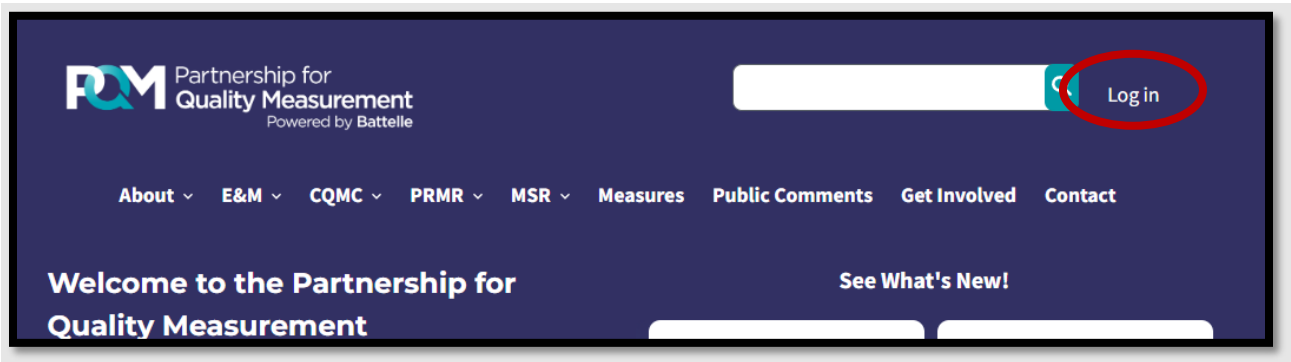 PQM
Partnership for
Quality Measurement
Powered by Battelle
Log in
About E&M CQMC PRMR MSR Measures Public Comments Get Involved Contact
Welcome to the Partnership for
Quality Measurement
See What's New!